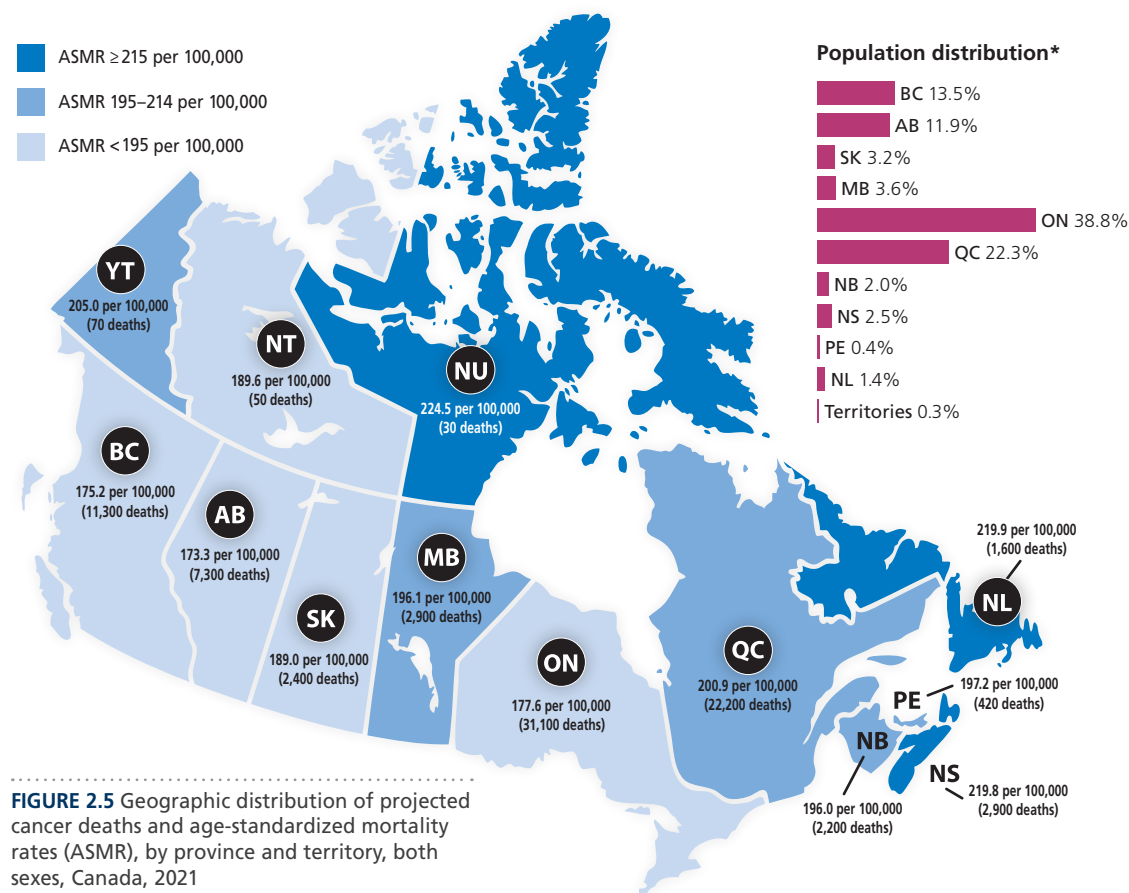 ASMR ≥215 per 100,000
ASMR 195–214 per 100,000
ASMR <195 per 100,000
Population distribution*
BC 13.5%
AB 11.9%
SK 3.2%
MB 3.6%
ON 38.8%
QC 22.3%
NB 2.0%
NS 2.5%
PE 0.4%
NL 1.4%
Territories 0.3%
YT
205.0 per 100,000
(70 deaths)
NT
189.6 per 100,000
(50 deaths)
NU
224.5 per 100,000
(30 deaths)
BC
175.2 per 100,000
(11,300 deaths)
AB
173.3 per 100,000
(7,300 deaths)
SK
189.0 per 100,000
(2,400 deaths)
MB
196.1 per 100,000
(2,900 deaths)
ON
177.6 per 100,000
(31,100 deaths)
QC
200.9 per 100,000
(22,200 deaths)
219.9 per 100,000
(1,600 deaths)
NL
PE
197.2 per 100,000
(420 deaths)
NB
196.0 per 100,000
(2,200 deaths)
NS
219.8 per 100,000
(2,900 deaths)
FIGURE 2.5 Geographic distribution of projected
cancer deaths and age-standardized mortality
rates (ASMR), by province and territory, both
sexes, Canada, 2021